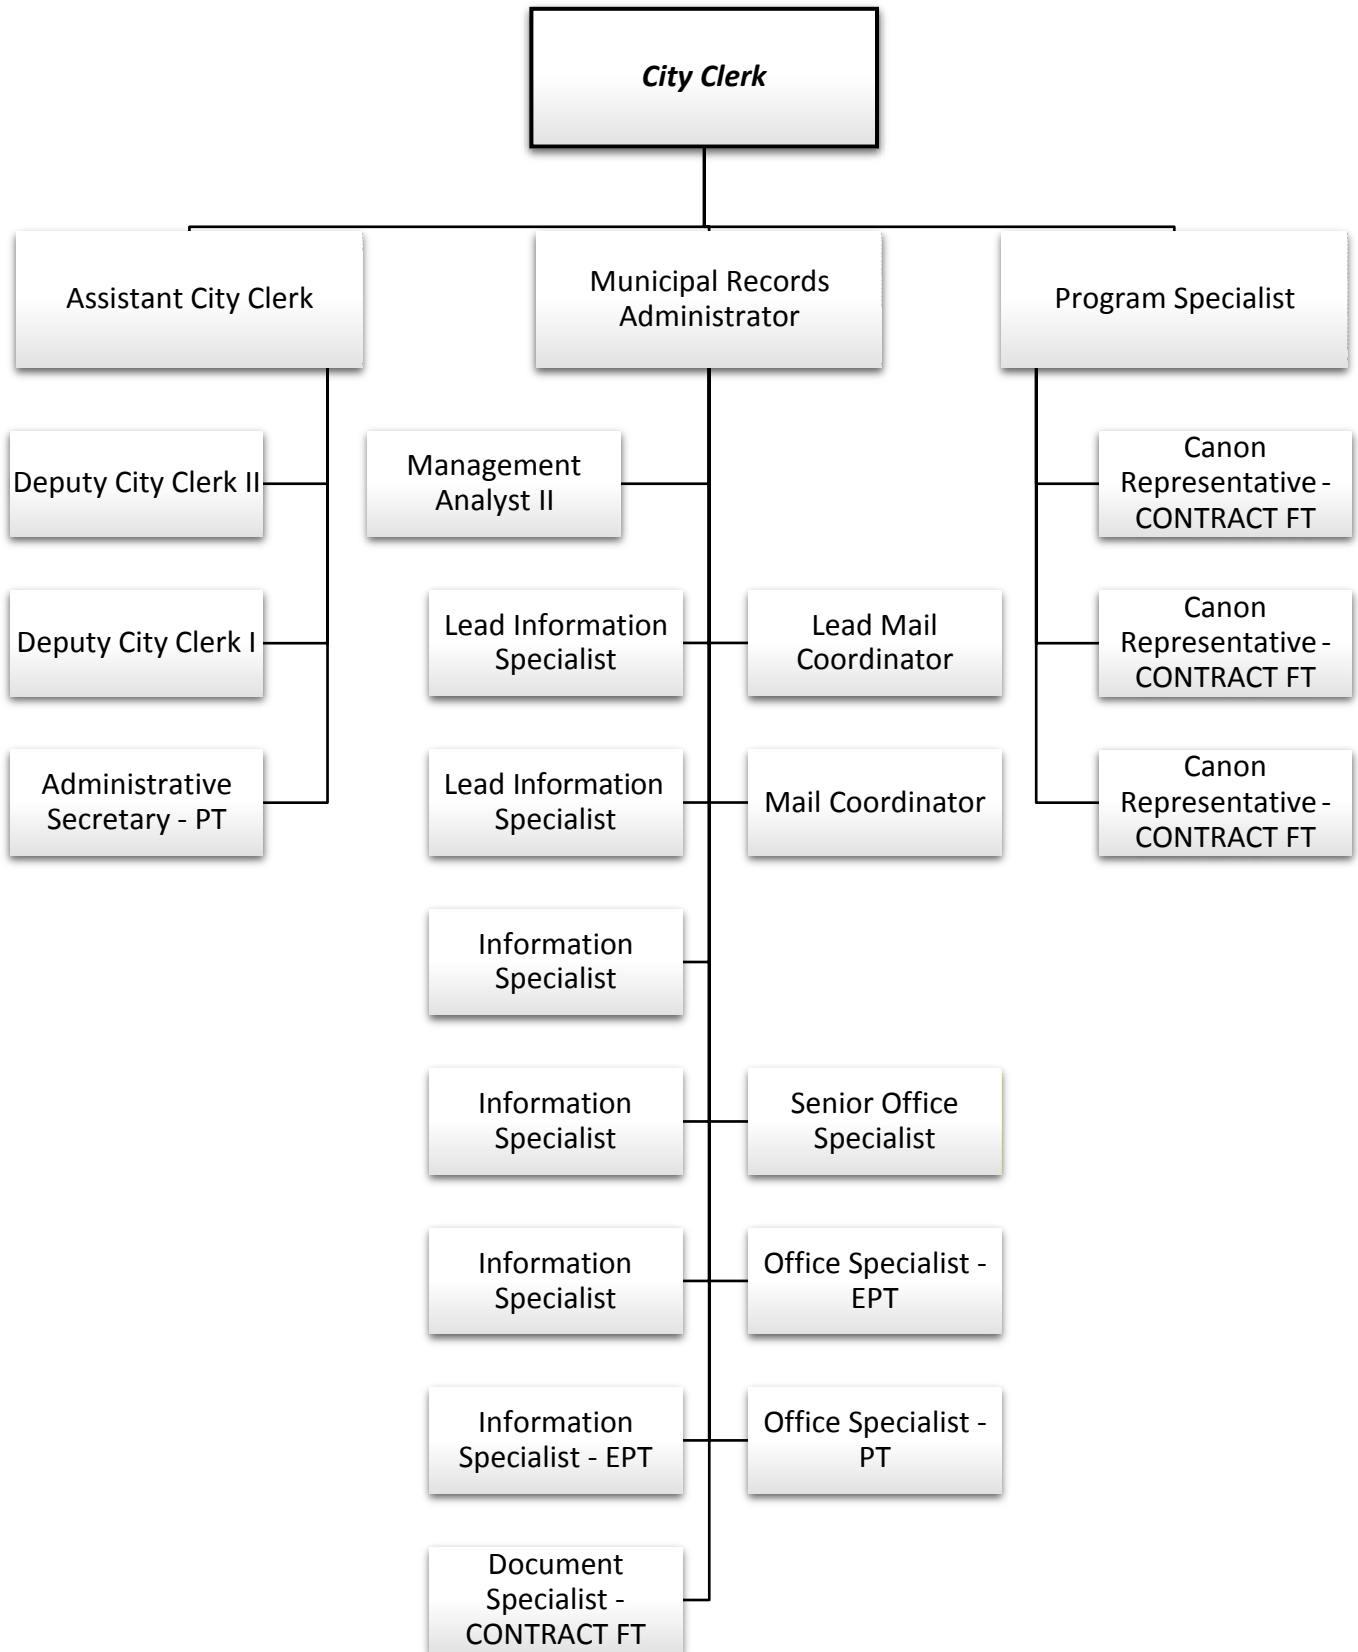 City Clerk
Assistant City Clerk
Municipal Records
Administrator
Program Specialist
Deputy City Clerk II
Management
Analyst II
Canon
Representative -
CONTRACT FT
Deputy City Clerk I
Lead Information
Specialist
Lead Mail
Coordinator
Canon
Representative -
CONTRACT FT
Administrative
Secretary - PT
Lead Information
Specialist
Mail Coordinator
Canon
Representative -
CONTRACT FT
Information
Specialist
Information
Specialist
Senior Office
Specialist
Information
Specialist
Office Specialist -
EPT
Information
Specialist - EPT
Office Specialist -
PT
Document
Specialist -
CONTRACT FT